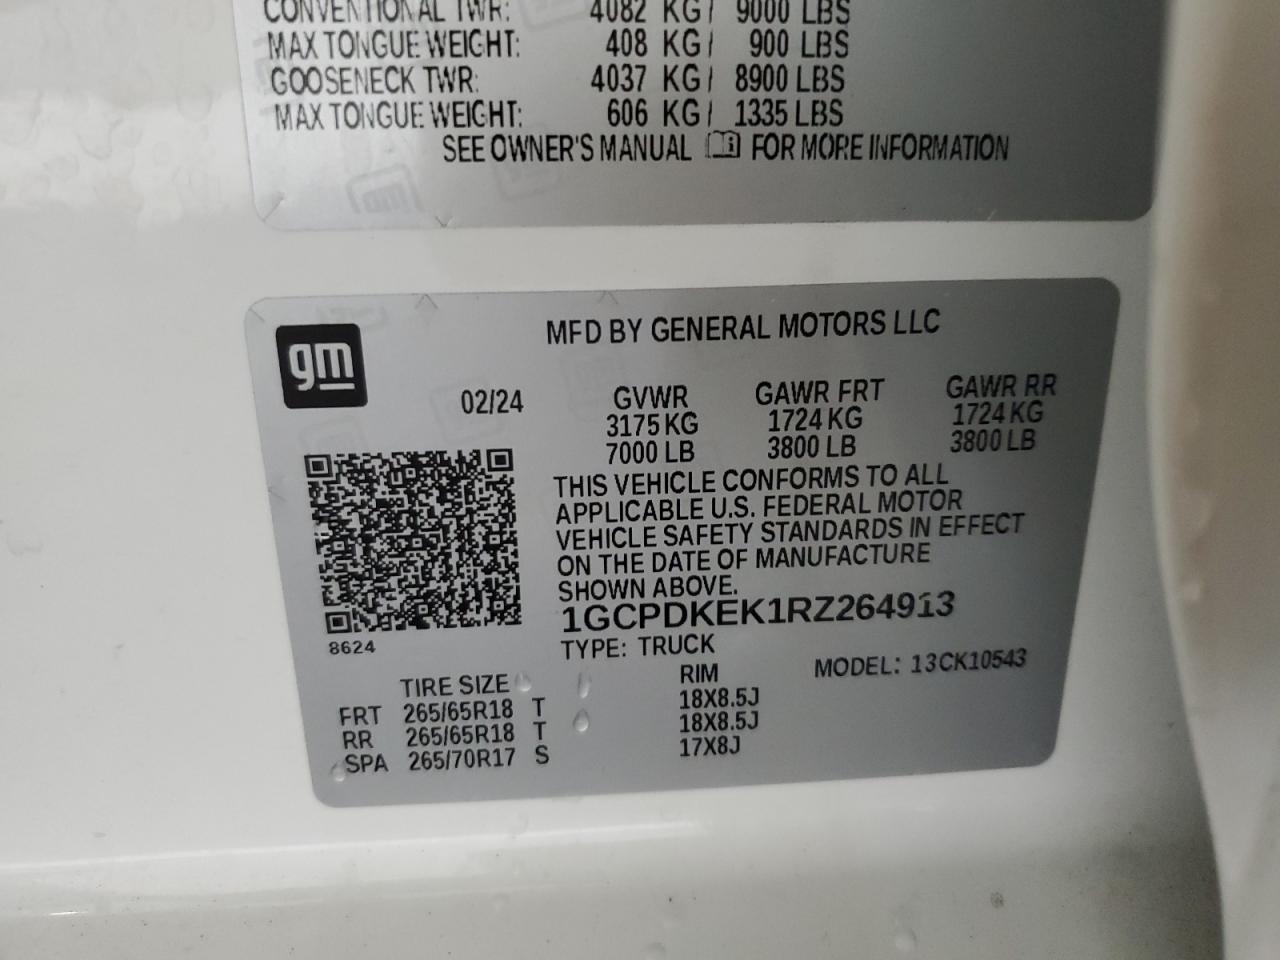 CONVENTIONAL TWR: 4082 KG/ 9000 LBS
MAX TONGUE WEIGHT: 408 KG/ 900 LBS
GOOSENECK TWR: 4037 KG/ 8900 LBS
MAX TONGUE WEIGHT: 606 KG/ 1335 LBS
SEE OWNER'S MANUAL FOR MORE INFORMATION
gm
MFD BY GENERAL MOTORS LLC
02/24 GVWR GAWR FRT GAWR RR
3175 KG 1724 KG 1724 KG
7000 LB 3800 LB 3800 LB
THIS VEHICLE CONFORMS TO ALL
APPLICABLE U.S. FEDERAL MOTOR
VEHICLE SAFETY STANDARDS IN EFFECT
ON THE DATE OF MANUFACTURE
SHOWN ABOVE.
1GCPDKEK1RZ264913
8624
TYPE: TRUCK MODEL: 13CK10543
TIRE SIZE RIM
FRT 265/65R18 T 18X8.5J
RR 265/65R18 T 18X8.5J
SPA 265/70R17 S 17X8J